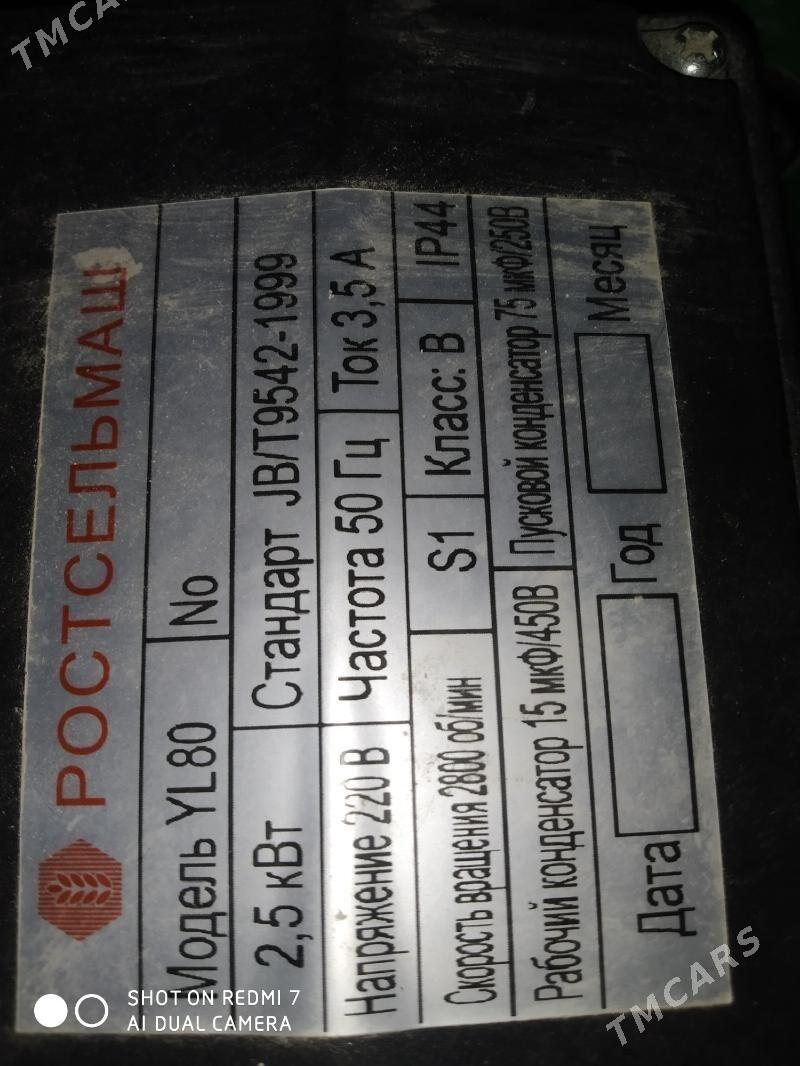 TMCARS
РОСТСЕЛЬМАШ
Модель YL80 No
2,5 кВт Стандарт JB/T9542-1999
Напряжение 220 В Частота 50 Гц Ток 3,5 А
Скорость вращения 2800 об/мин S1 Класс: В IP44
Рабочий конденсатор 15 мкФ/450В Пусковой конденсатор 75 мкФ/250В
Дата Год Месяц
SHOT ON REDMI 7
AI DUAL CAMERA
TMCARS